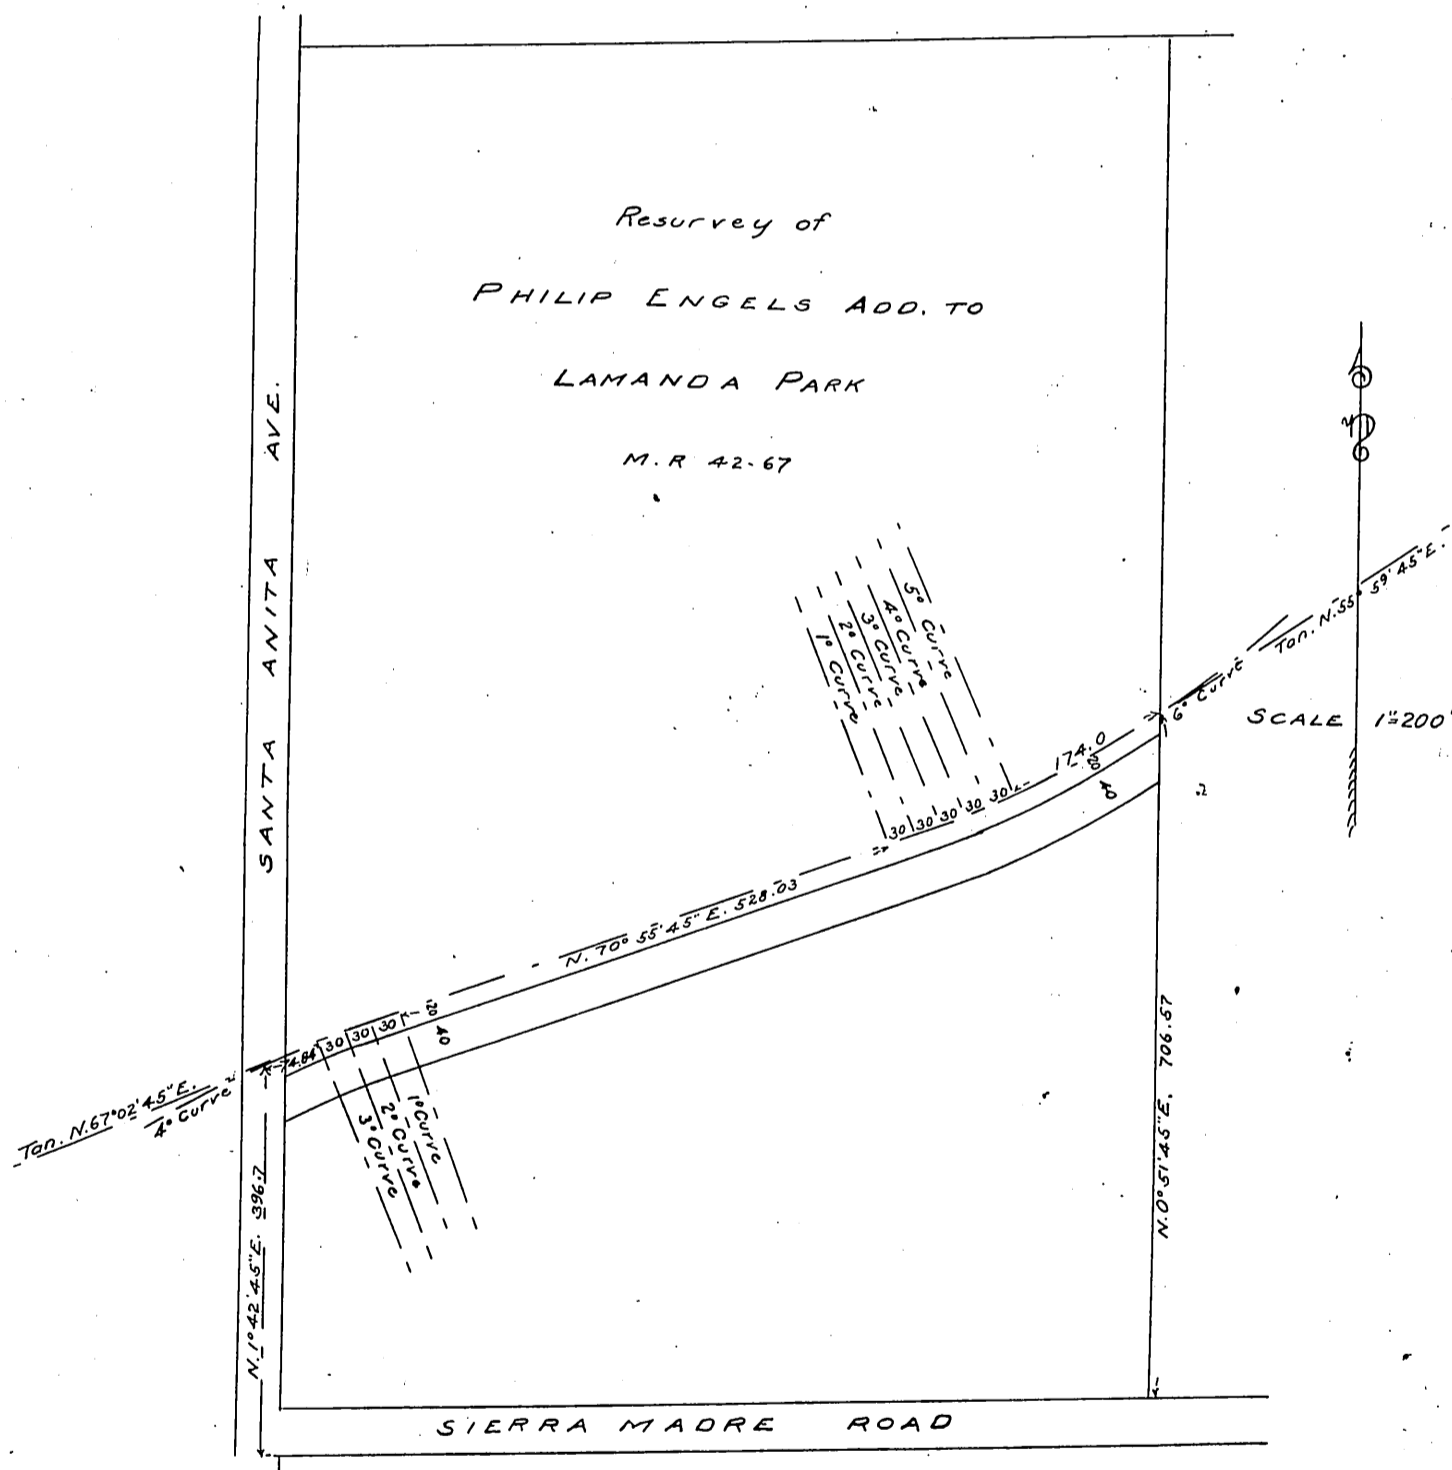 Resurvey of
PHILIP ENGELS ADD. TO
LAMANDA PARK
M.R 42-67
SANTA ANITA AVE.
5° Curve
4° Curve
3° Curve
2° Curve
1° Curve
Tan. N.55° 59' 45" E.
6° Curve
SCALE 1"=200'
174.0
20
40
.2
30 30 30 30 30
N. 70° 55' 45" E. 528.03
20
40
74.84 30 30 30
Tan. N.67°02'45"E.
4° Curve
1° Curve
2° Curve
3° Curve
N.1°42'45"E. 396.7
N.0°51'45"E. 706.57
SIERRA MADRE ROAD